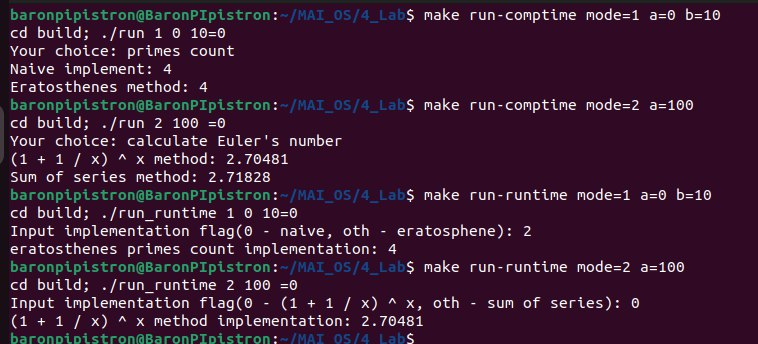 baronpipistron@BaronPIpistron:~/MAI_OS/4_Lab$ make run-comptime mode=1 a=0 b=10
cd build; ./run 1 0 10=0
Your choice: primes count
Naive implement: 4
Eratosthenes method: 4
baronpipistron@BaronPIpistron:~/MAI_OS/4_Lab$ make run-comptime mode=2 a=100
cd build; ./run 2 100 =0
Your choice: calculate Euler's number
(1 + 1 / x) ^ x method: 2.70481
Sum of series method: 2.71828
baronpipistron@BaronPIpistron:~/MAI_OS/4_Lab$ make run-runtime mode=1 a=0 b=10
cd build; ./run_runtime 1 0 10=0
Input implementation flag(0 - naive, oth - eratosphene): 2
eratosthenes primes count implementation: 4
baronpipistron@BaronPIpistron:~/MAI_OS/4_Lab$ make run-runtime mode=2 a=100
cd build; ./run_runtime 2 100 =0
Input implementation flag(0 - (1 + 1 / x) ^ x, oth - sum of series): 0
(1 + 1 / x) ^ x method implementation: 2.70481
baronpipistron@BaronPIpistron:~/MAI_OS/4_Lab$